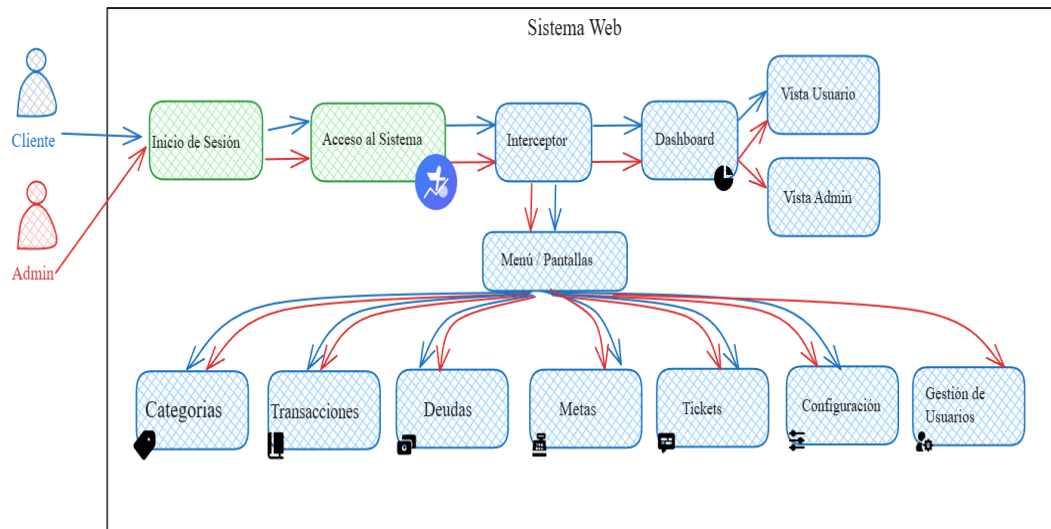 Sistema Web
Cliente
Admin
Inicio de Sesión
Acceso al Sistema
Interceptor
Dashboard
Vista Usuario
Vista Admin
Menú / Pantallas
Categorias
Transacciones
Deudas
Metas
Tickets
Configuración
Gestión de
Usuarios